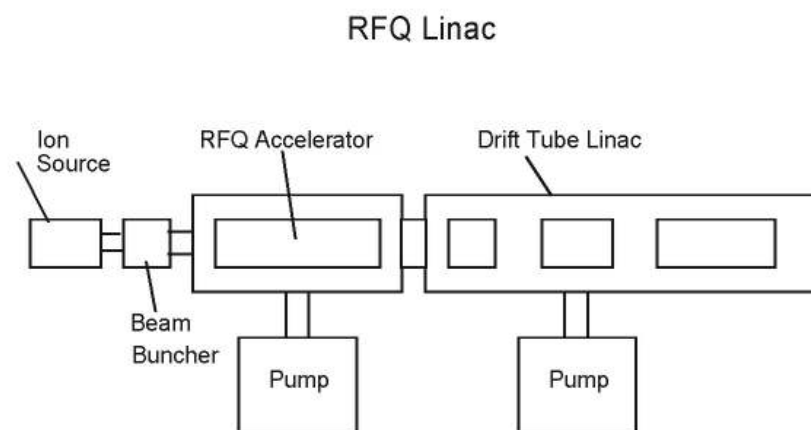 RFQ Linac
Ion
Source
RFQ Accelerator
Drift Tube Linac
Beam
Buncher
Pump
Pump